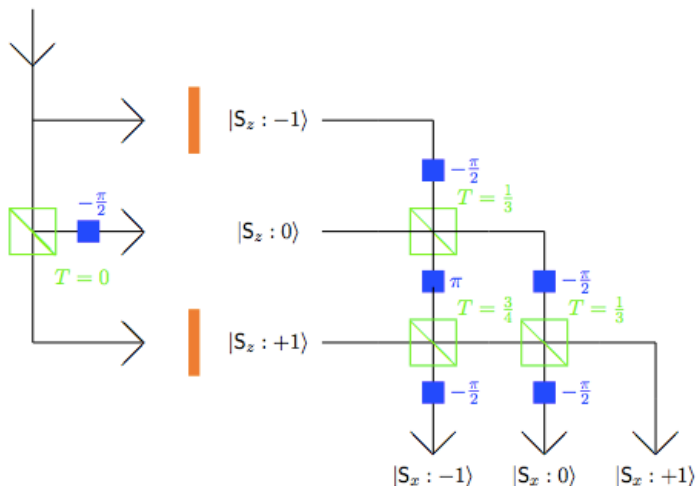 |S_z : −1⟩
−π/2
T = 1/3
−π/2
|S_z : 0⟩
T = 0
π
−π/2
T = 3/4
T = 1/3
|S_z : +1⟩
−π/2
−π/2
|S_x : −1⟩
|S_x : 0⟩
|S_x : +1⟩